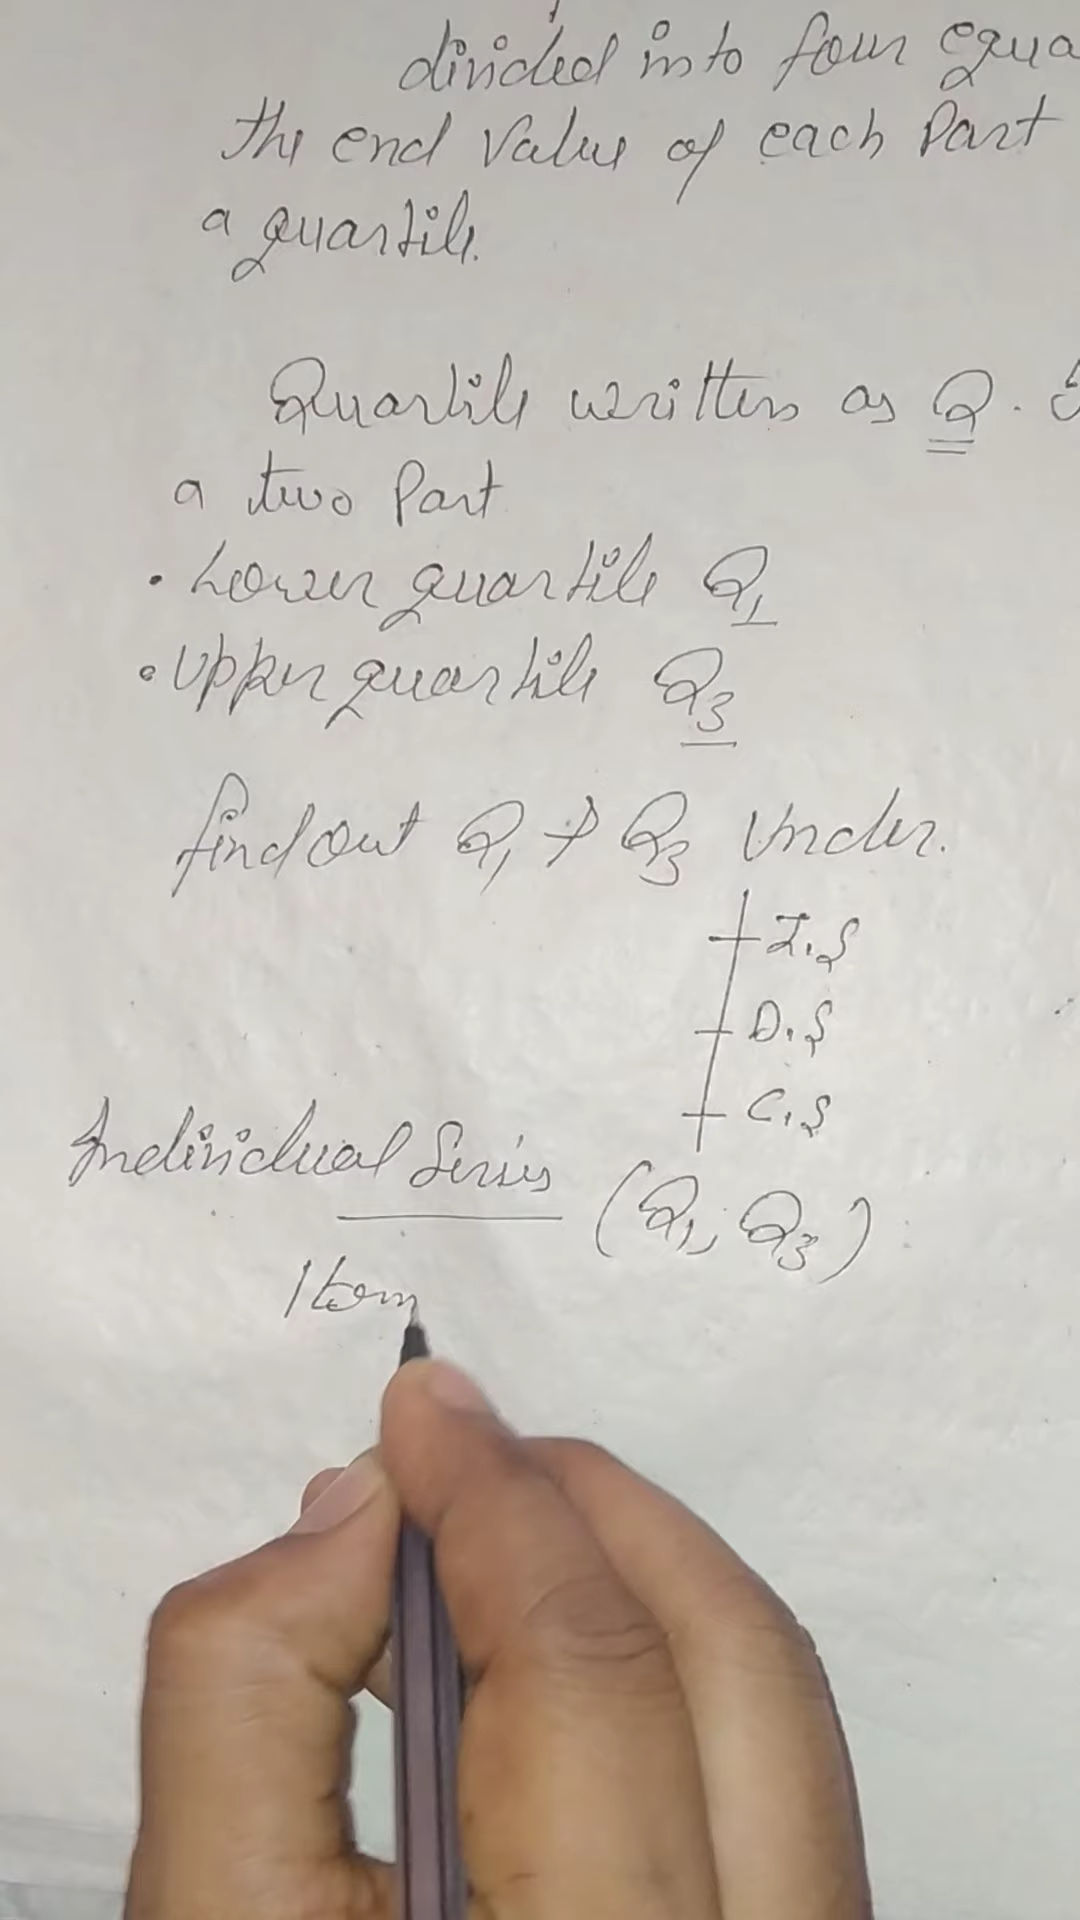 divided into four equa
the end value of each Part
a quartile.
Quartile written as Q.
a two Part
• Lower quartile Q1
• Upper quartile Q3
find out Q1 & Q3 Under.
I.S
D.S
C.S
Individual Series (Q1, Q3)
Item